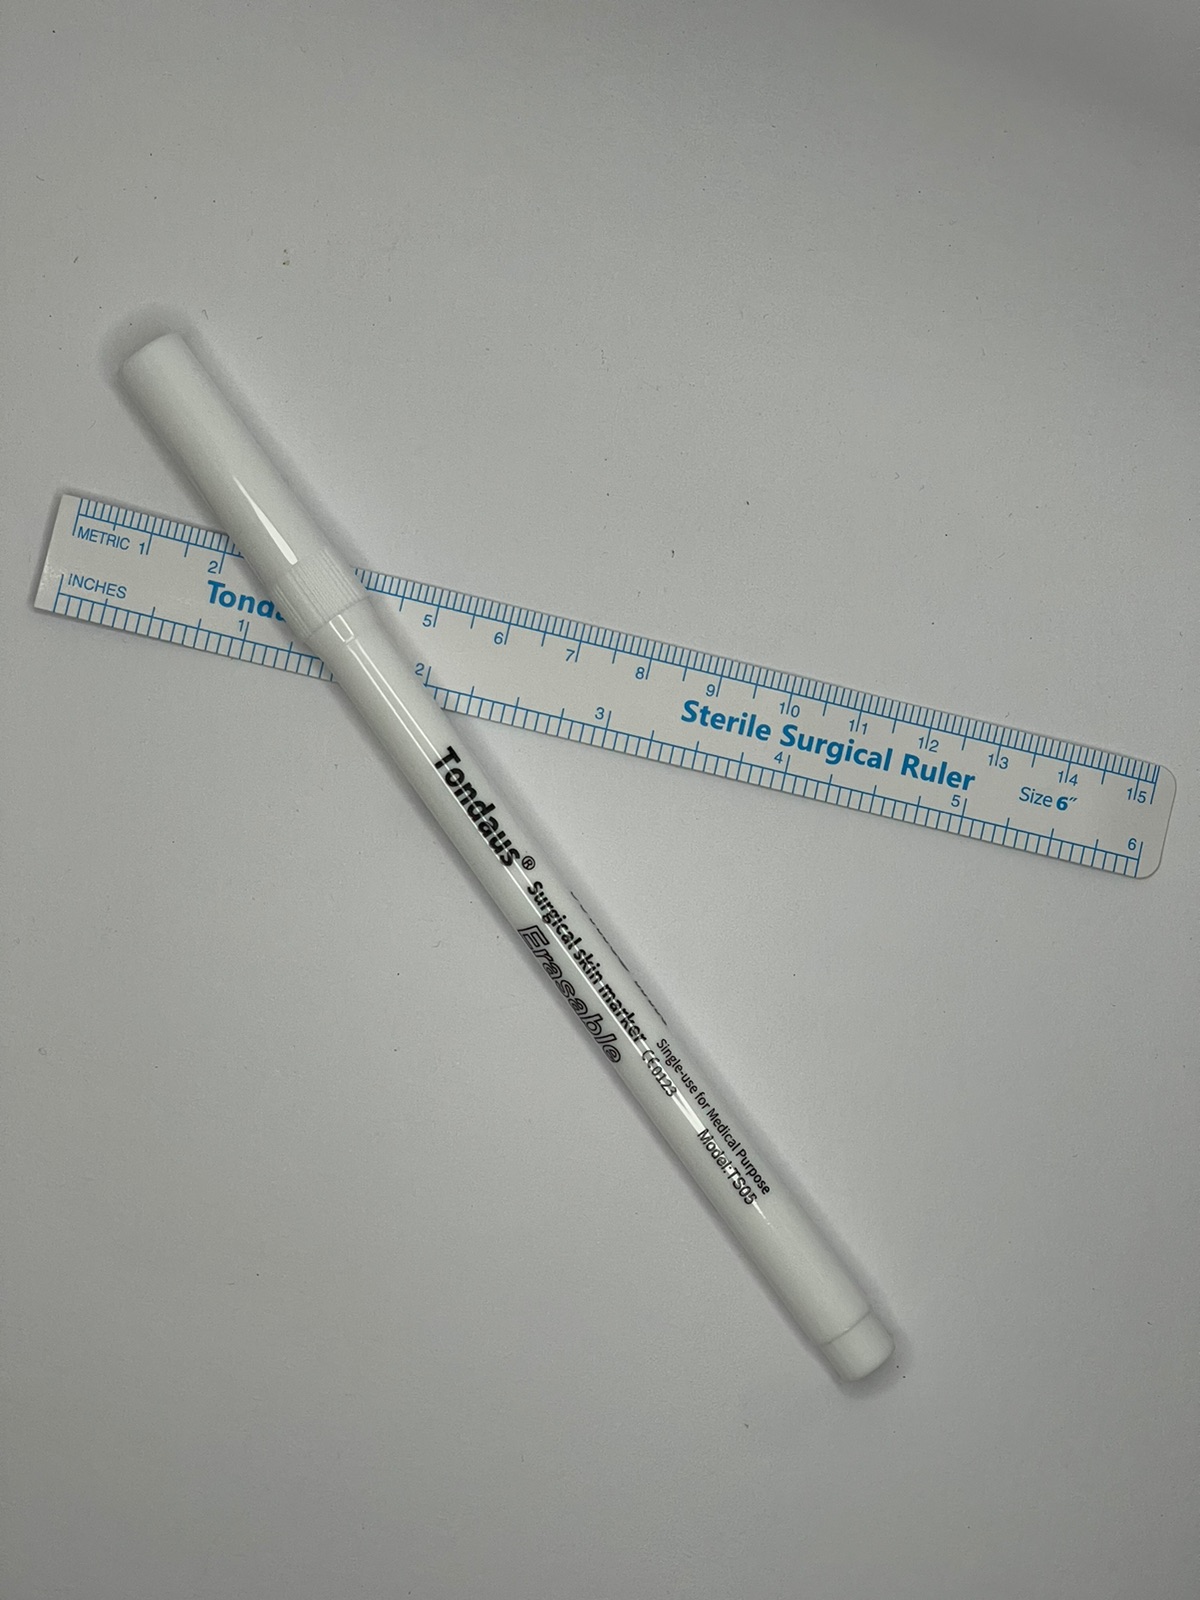 METRIC 1 2 5 6 7 8 9 10 11 12 13 14 15
INCHES
Tonda
Sterile Surgical Ruler
Size 6″
1 2 3 4 5 6
Tondaus® Surgical skin marker CE0123
Erasable
Single-use for Medical Purpose
Model:TS05